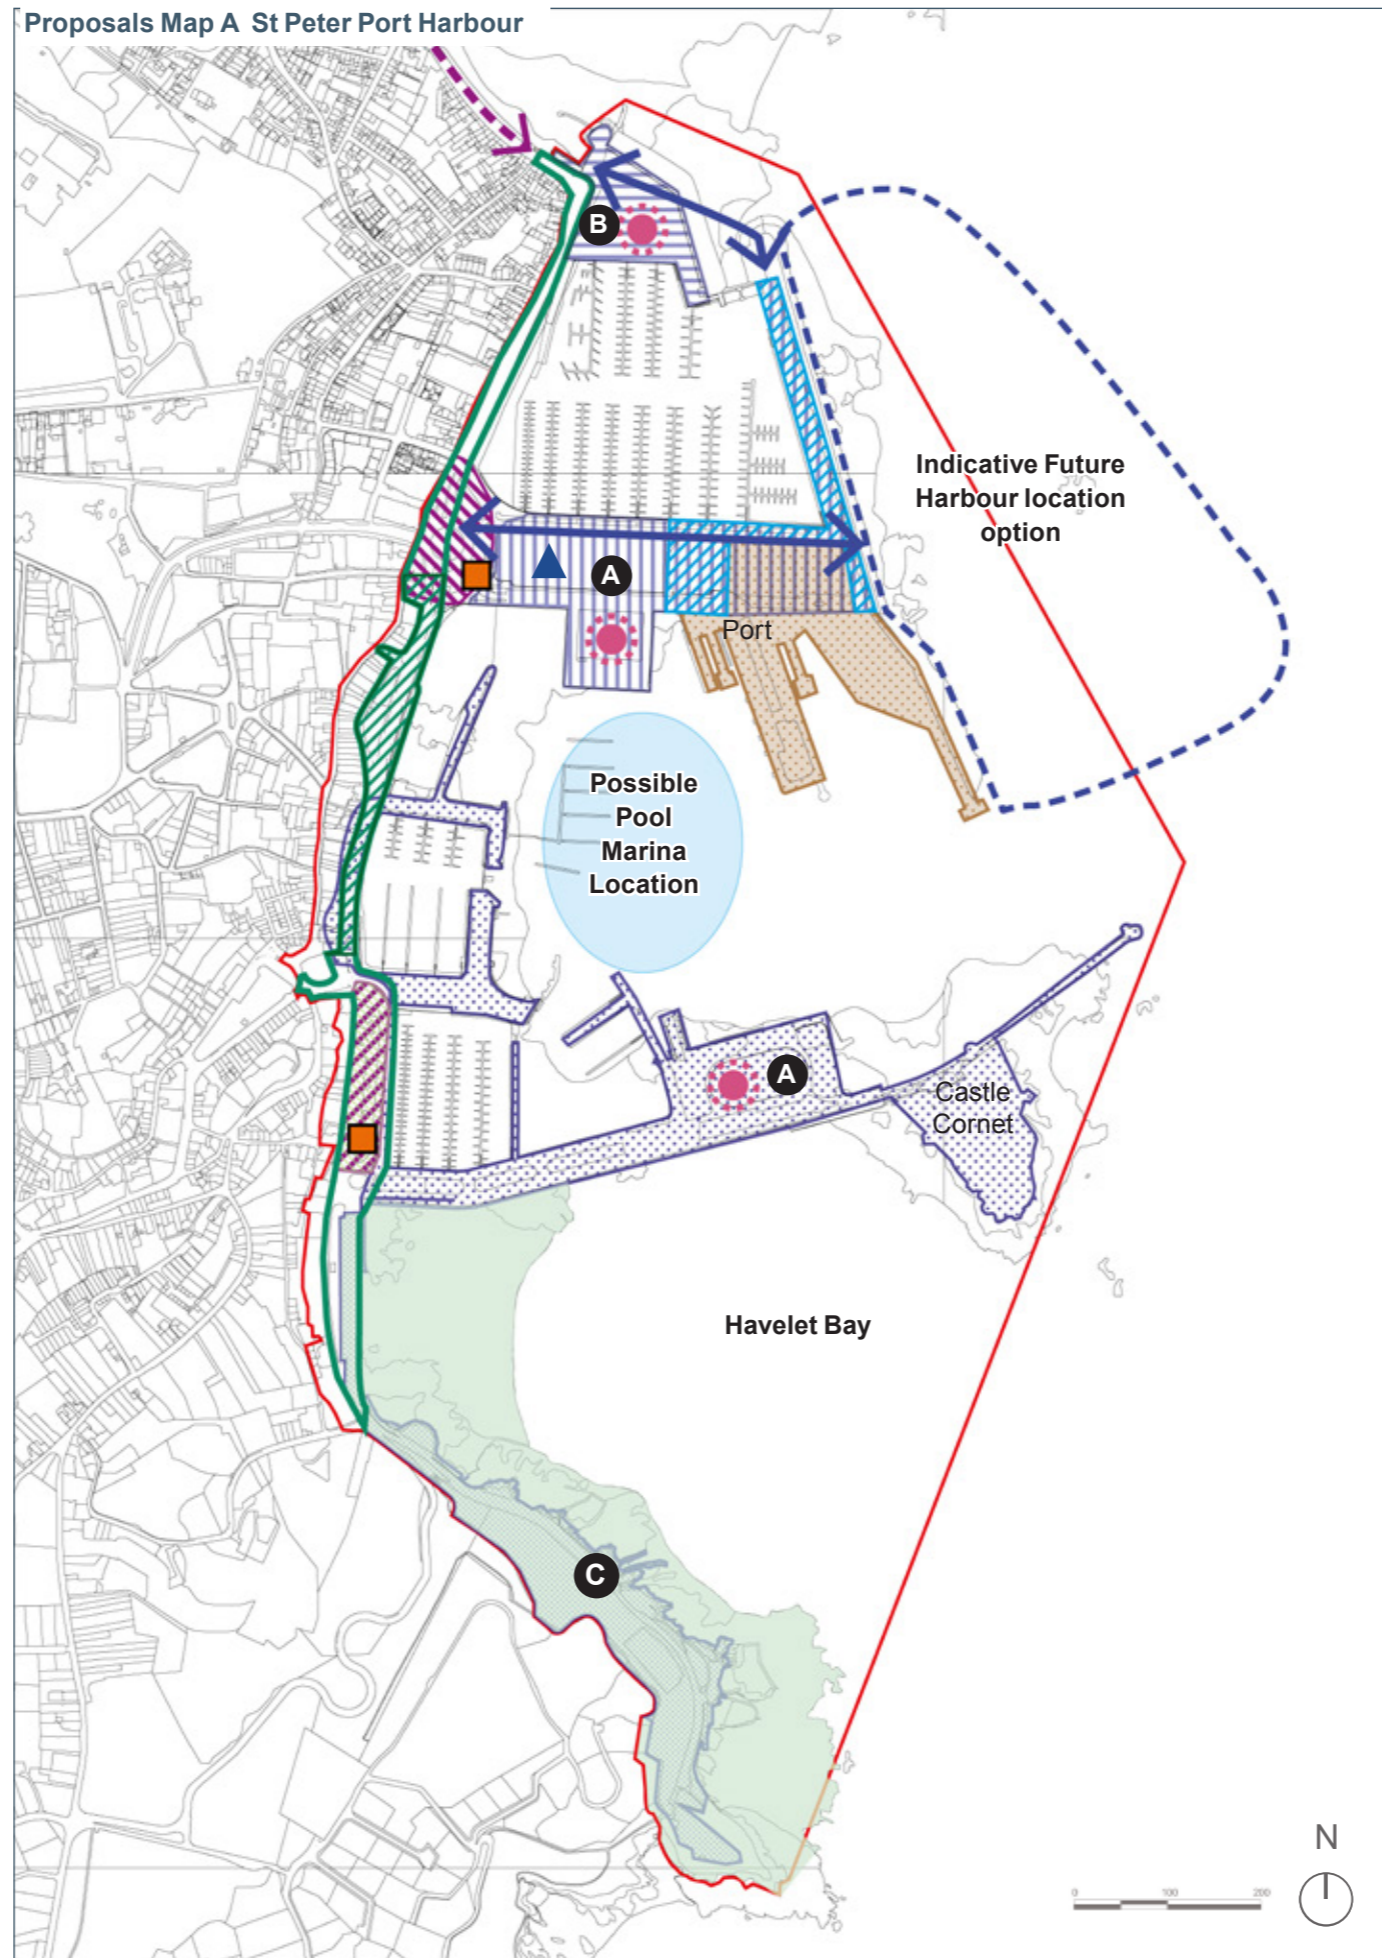 Proposals Map A  St Peter Port Harbour
B
Indicative Future
Harbour location
option
A
Port
Possible
Pool
Marina
Location
A
Castle
Cornet
Havelet Bay
C
N
0 100 200